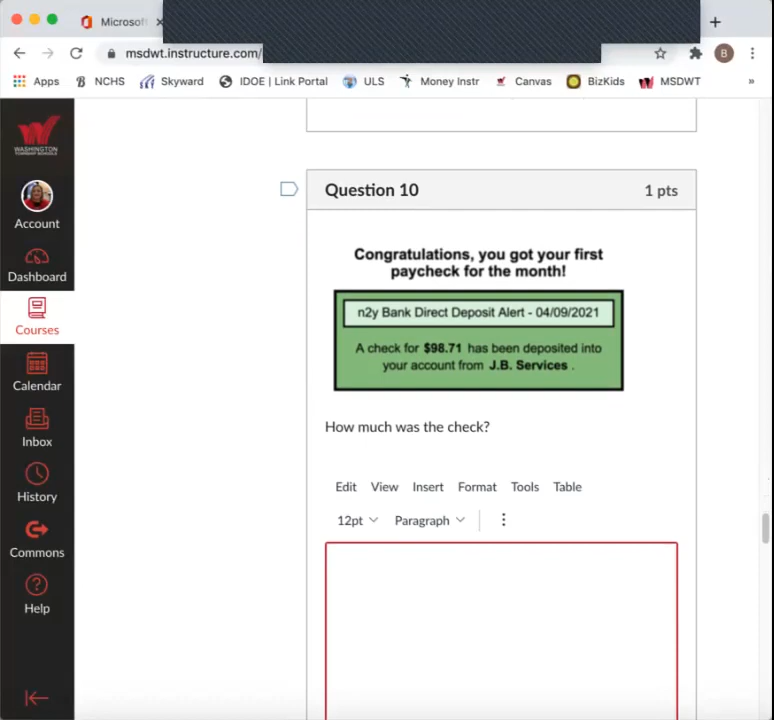 Microsof
msdwt.instructure.com/
B
Apps NCHS Skyward IDOE | Link Portal ULS Money Instr Canvas BizKids MSDWT »
WASHINGTON
TOWNSHIP SCHOOLS
Account
Dashboard
Courses
Calendar
Inbox
History
Commons
Help
Question 10 1 pts
Congratulations, you got your first
paycheck for the month!
n2y Bank Direct Deposit Alert - 04/09/2021
A check for $98.71 has been deposited into
your account from J.B. Services .
How much was the check?
Edit View Insert Format Tools Table
12pt Paragraph